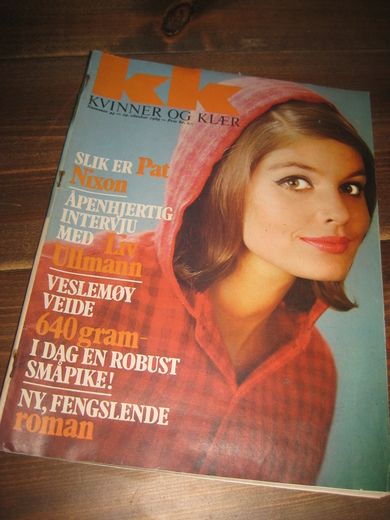 kk
KVINNER OG KLÆR
SLIK ER Pat
Nixon
ÅPENHJERTIG
INTERVJU
MED Liv
Ullmann
VESLEMØY
VEIDE
640 gram-
I DAG EN ROBUST
SMÅPIKE!
NY, FENGSLENDE
roman